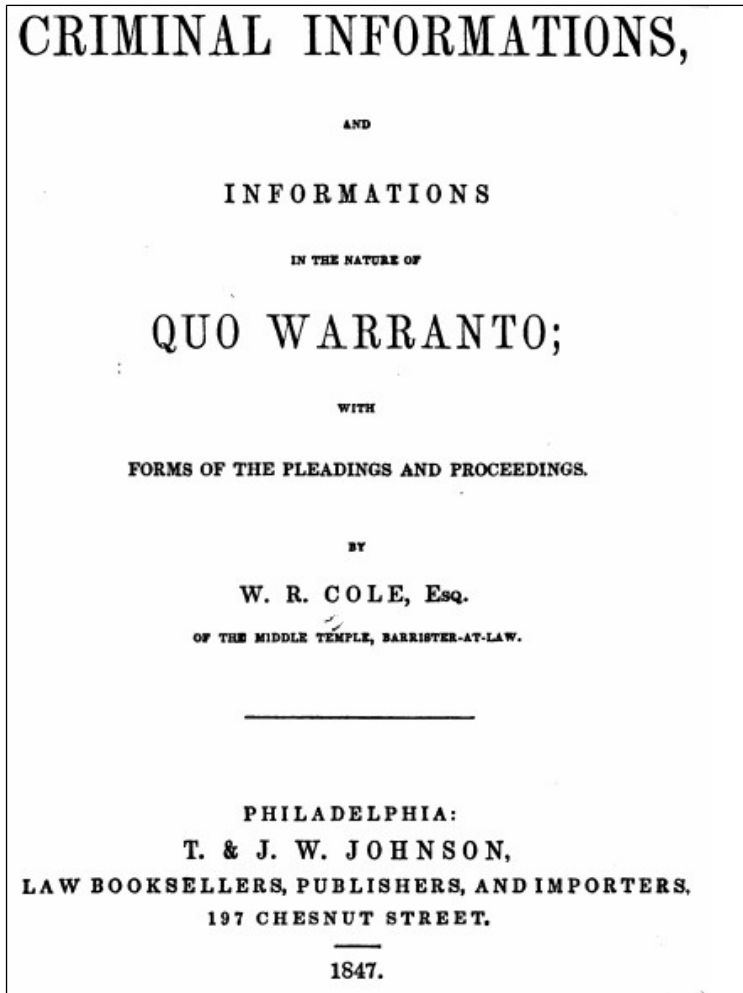 CRIMINAL INFORMATIONS,
AND
INFORMATIONS
IN THE NATURE OF
QUO WARRANTO;
WITH
FORMS OF THE PLEADINGS AND PROCEEDINGS.
BY
W. R. COLE, Esq.
OF THE MIDDLE TEMPLE, BARRISTER-AT-LAW.
PHILADELPHIA:
T. & J. W. JOHNSON,
LAW BOOKSELLERS, PUBLISHERS, AND IMPORTERS,
197 CHESNUT STREET.
1847.